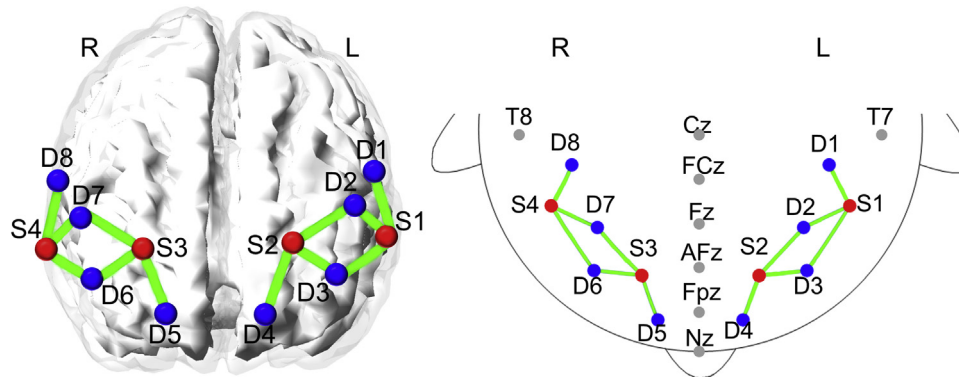 R
L
D1
D8
D2
D7
S4
S1
S3
S2
D6
D3
D5
D4
R
L
T8
Cz
T7
D8
FCz
D1
S4
D7
Fz
D2
S1
S3
AFz
S2
D6
Fpz
D3
D5
Nz
D4